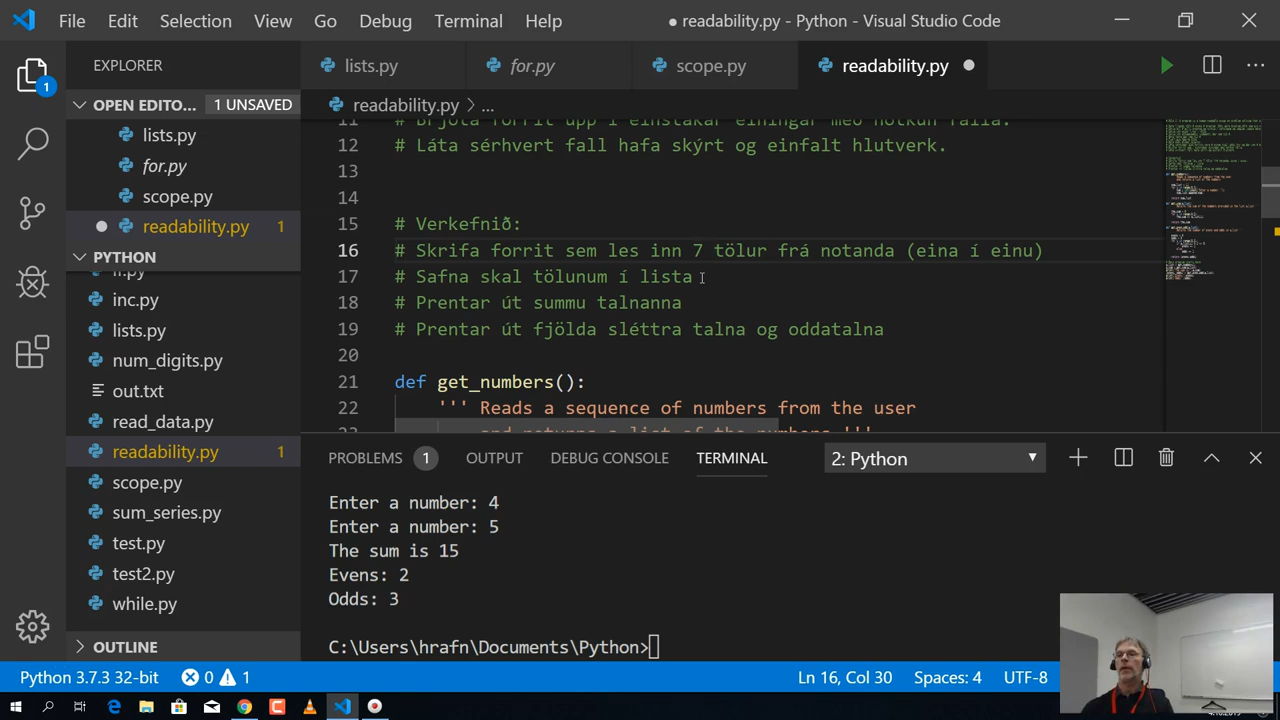 File Edit Selection View Go Debug Terminal Help
● readability.py - Python - Visual Studio Code
EXPLORER
OPEN EDITO... 1 UNSAVED
lists.py
for.py
scope.py
readability.py 1
PYTHON
inc.py
lists.py
num_digits.py
out.txt
read_data.py
readability.py 1
scope.py
sum_series.py
test.py
test2.py
while.py
OUTLINE
lists.py for.py scope.py readability.py
readability.py > ...
11 # Brjóta forrit upp í einstakar einingar með notkun falla.
12 # Láta sérhvert fall hafa skýrt og einfalt hlutverk.
13
14
15 # Verkefnið:
16 # Skrifa forrit sem les inn 7 tölur frá notanda (eina í einu)
17 # Safna skal tölunum í lista
18 # Prentar út summu talnanna
19 # Prentar út fjölda sléttra talna og oddatalna
20
21 def get_numbers():
22 ''' Reads a sequence of numbers from the user
23 and returns a list of the numbers '''
PROBLEMS 1 OUTPUT DEBUG CONSOLE TERMINAL 2: Python
Enter a number: 4
Enter a number: 5
The sum is 15
Evens: 2
Odds: 3
C:\Users\hrafn\Documents\Python>
Python 3.7.3 32-bit 0 1 Ln 16, Col 30 Spaces: 4 UTF-8